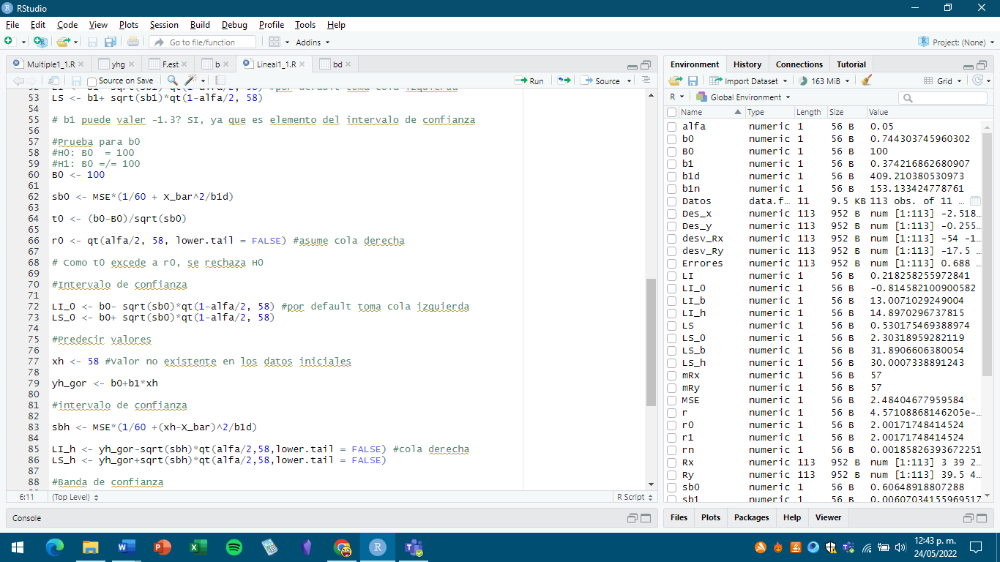 RStudio
File Edit Code View Plots Session Build Debug Profile Tools Help
Go to file/function Addins Project: (None)
Multiple1_1.R yhg F.est b Lineal1_1.R bd
Source on Save Run Source
53 LS <- b1+ sqrt(sb1)*qt(1-alfa/2, 58)
54
55 # b1 puede valer -1.3? SI, ya que es elemento del intervalo de confianza
56
57 #Prueba para b0
58 #H0: B0  = 100
59 #H1: B0 =/= 100
60 B0 <- 100
61
62 sb0 <- MSE*(1/60 + X_bar^2/b1d)
63
64 t0 <- (b0-B0)/sqrt(sb0)
65
66 r0 <- qt(alfa/2, 58, lower.tail = FALSE) #asume cola derecha
67
68 # Como t0 excede a r0, se rechaza H0
69
70 #Intervalo de confianza
71
72 LI_0 <- b0- sqrt(sb0)*qt(1-alfa/2, 58) #por default toma cola izquierda
73 LS_0 <- b0+ sqrt(sb0)*qt(1-alfa/2, 58)
74
75 #Predecir valores
76
77 xh <- 58 #Valor no existente en los datos iniciales
78
79 yh_gor <- b0+b1*xh
80
81 #intervalo de confianza
82
83 sbh <- MSE*(1/60 +(xh-X_bar)^2/b1d)
84
85 LI_h <- yh_gor-sqrt(sbh)*qt(alfa/2,58,lower.tail = FALSE) #cola derecha
86 LS_h <- yh_gor+sqrt(sbh)*qt(alfa/2,58,lower.tail = FALSE)
87
88 #Banda de confianza
6:11 (Top Level) R Script
Console
Environment History Connections Tutorial
Import Dataset 163 MiB Grid
R Global Environment
Name Type Length Size Value
alfa numeric 1 56 B 0.05
b0 numeric 1 56 B 0.744303745960302
B0 numeric 1 56 B 100
b1 numeric 1 56 B 0.374216862680907
b1d numeric 1 56 B 409.210380530973
b1n numeric 1 56 B 153.133424778761
Datos data.f… 11 9.5 KB 113 obs. of 11 …
Des_x numeric 113 952 B num [1:113] -2.518…
Des_y numeric 113 952 B num [1:113] -0.255…
desv_Rx numeric 113 952 B num [1:113] -54 -1…
desv_Ry numeric 113 952 B num [1:113] -17.5 …
Errores numeric 113 952 B num [1:113] 0.688 …
LI numeric 1 56 B 0.218258255972841
LI_0 numeric 1 56 B -0.814582100900582
LI_b numeric 1 56 B 13.0071029249004
LI_h numeric 1 56 B 14.8970296737815
LS numeric 1 56 B 0.530175469388974
LS_0 numeric 1 56 B 2.30318959282119
LS_b numeric 1 56 B 31.8906606380054
LS_h numeric 1 56 B 30.0007338891243
mRx numeric 1 56 B 57
mRy numeric 1 56 B 57
MSE numeric 1 56 B 2.48404677959584
r numeric 1 56 B 4.57108868146205e-…
r0 numeric 1 56 B 2.00171748414524
r1 numeric 1 56 B 2.00171748414524
rn numeric 1 56 B 0.001858263936722​51
Rx numeric 113 952 B num [1:113] 3 39 2…
Ry numeric 113 952 B num [1:113] 39.5 4…
sb0 numeric 1 56 B 0.60648918807288
sb1 numeric 1 56 B 0.00607034155969517
Files Plots Packages Help Viewer
12:43 p. m.
24/05/2022